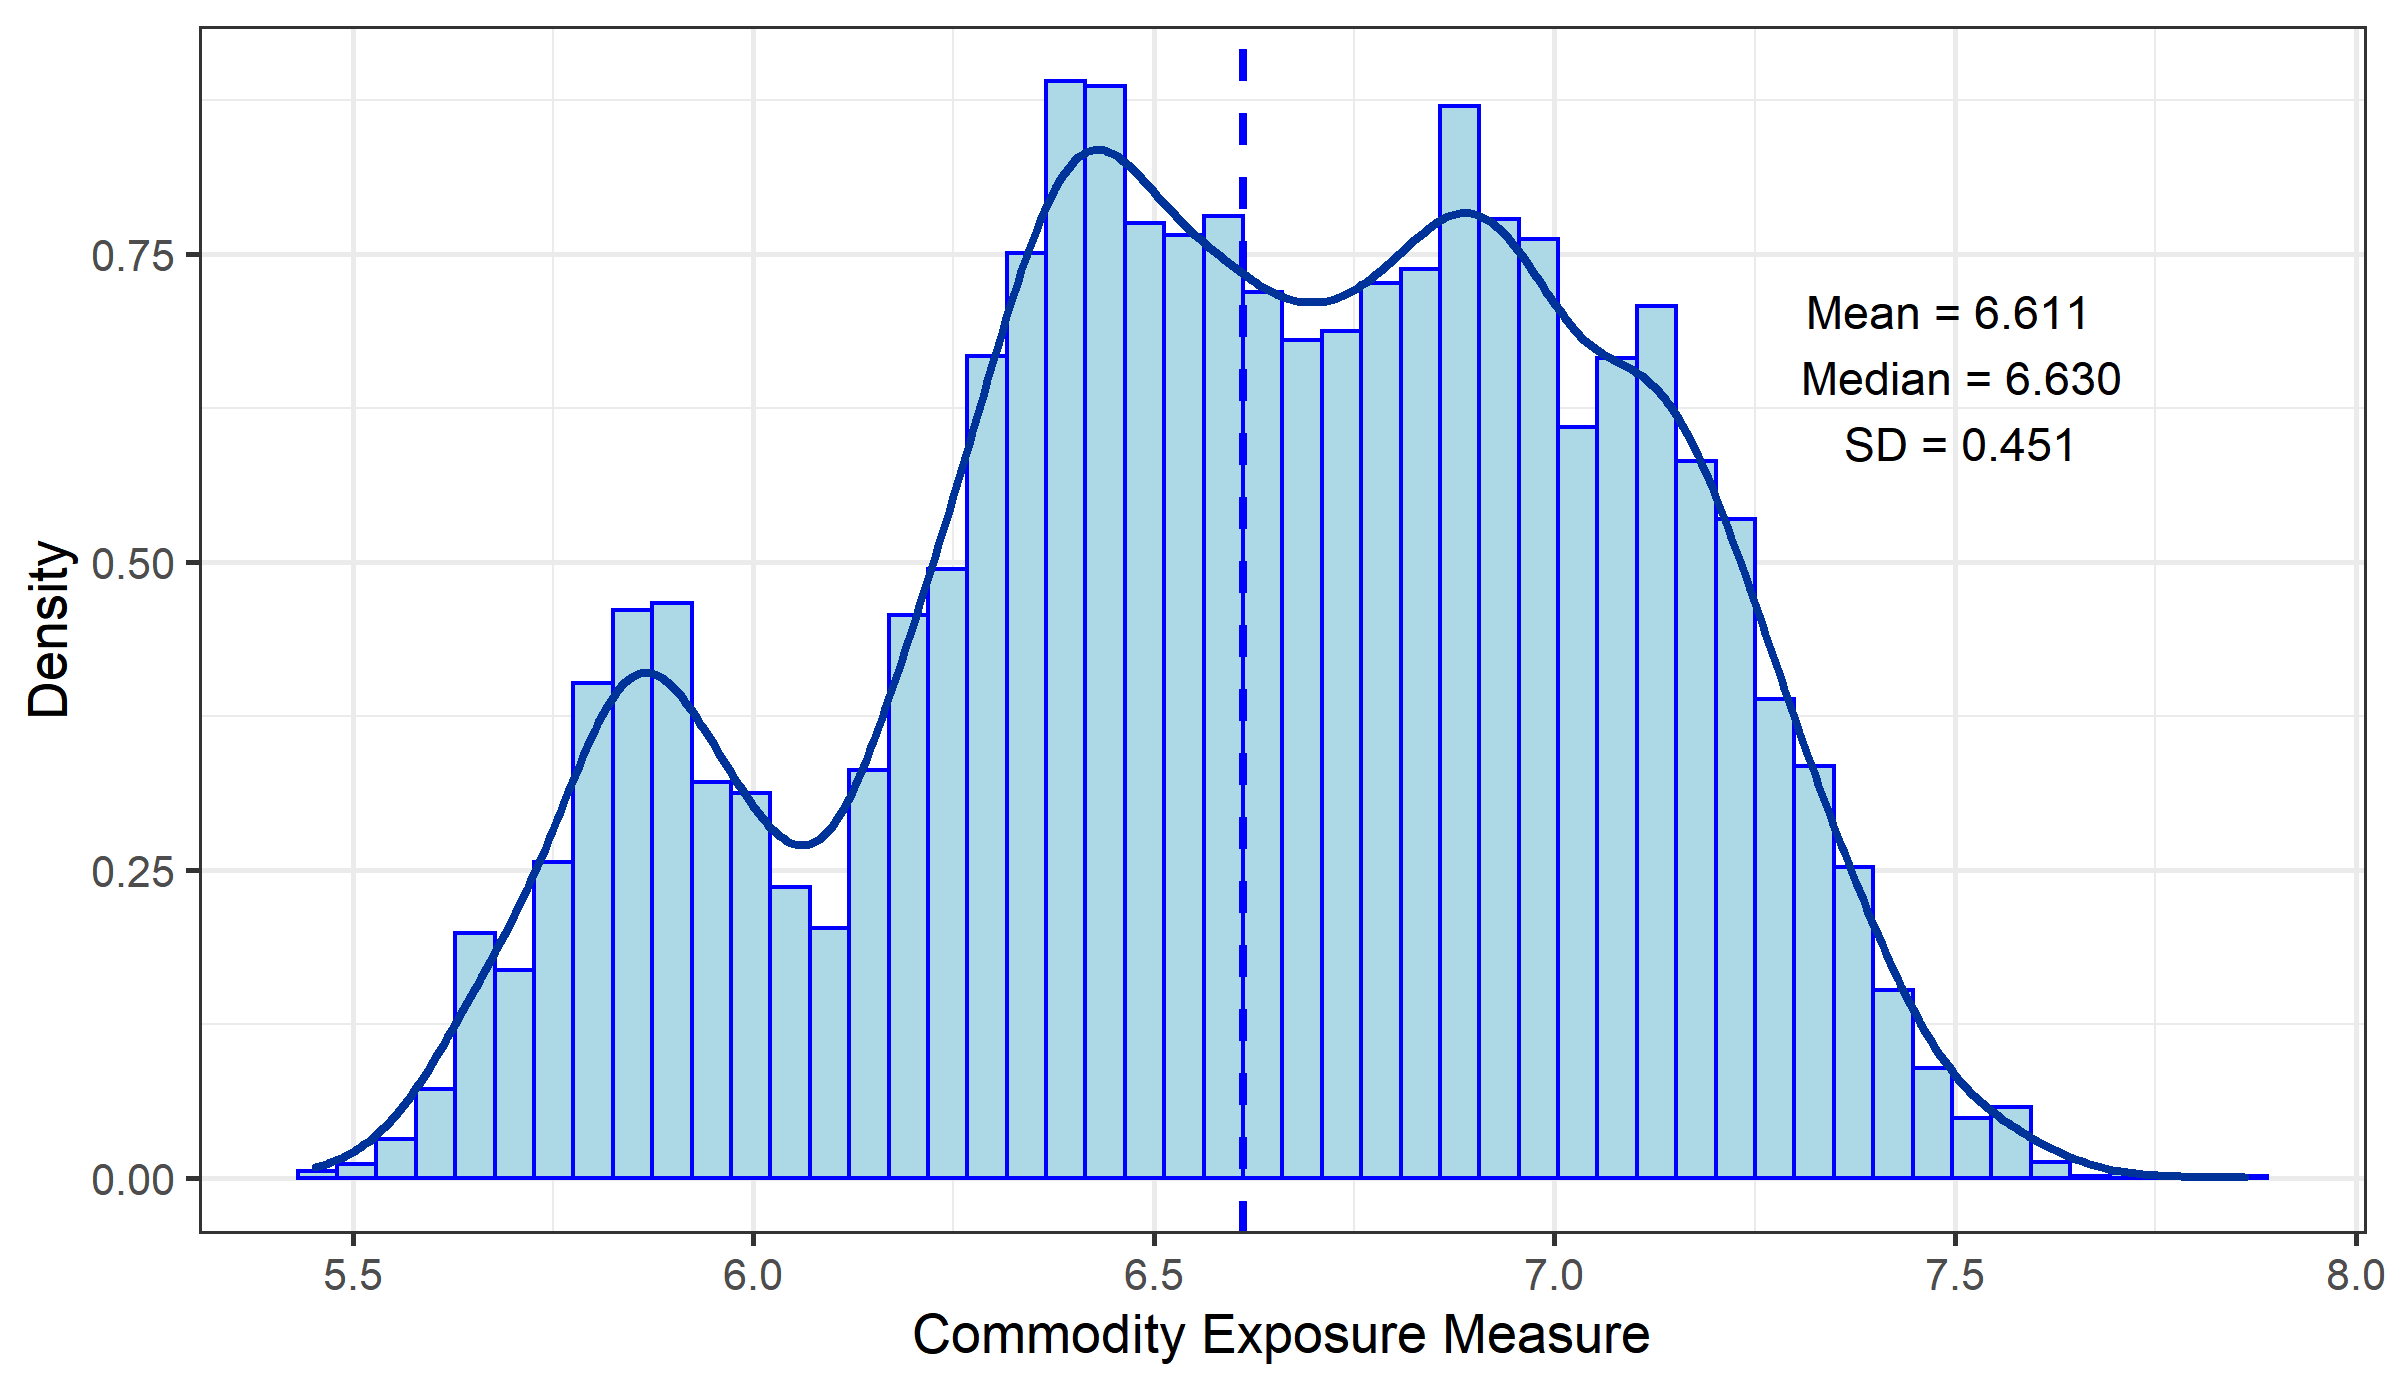 0.75
0.50
0.25
0.00
Density
Mean = 6.611
Median = 6.630
SD = 0.451
5.5 6.0 6.5 7.0 7.5 8.0
Commodity Exposure Measure